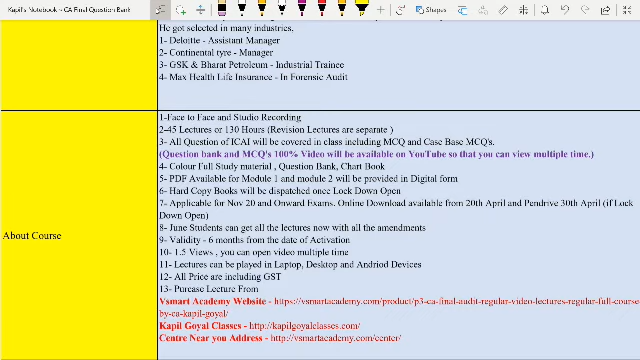 Kapil's Notebook ~ CA Final Question Bank
Shapes
He got selected in many industries.
1- Deloitte - Assistant Manager
2- Continental tyre - Manager
3- GSK & Bharat Petroleum - Industrial Trainee
4- Max Health Life Insurance - In Forensic Audit
About Course
1-Face to Face and Studio Recording
2-45 Lectures or 130 Hours (Revision Lectures are separate )
3- All Question of ICAI will be covered in class including MCQ and Case Base MCQ's.
(Question bank and MCQ's 100% Video will be available on YouTube so that you can view multiple time.)
4- Colour Full Study material , Question Bank, Chart Book
5- PDF Available for Module 1 and module 2 will be provided in Digital form
6- Hard Copy Books will be dispatched once Lock Down Open
7- Applicable for Nov 20 and Onward Exams. Online Download available from 20th April and Pendrive 30th April (if Lock
Down Open)
8- June Students can get all the lectures now with all the amendments
9- Validity - 6 months from the date of Activation
10- 1.5 Views, you can open video multiple time
11- Lectures can be played in Laptop, Desktop and Andriod Devices
12- All Price are including GST
13- Purcase Lecture From
Vsmart Academy Website - https://vsmartacademy.com/product/p3-ca-final-audit-regular-video-lectures-regular-full-course-
by-ca-kapil-goyal/
Kapil Goyal Classes - http://kapilgoyalclasses.com/
Centre Near you Address - http://vsmartacademy.com/center/